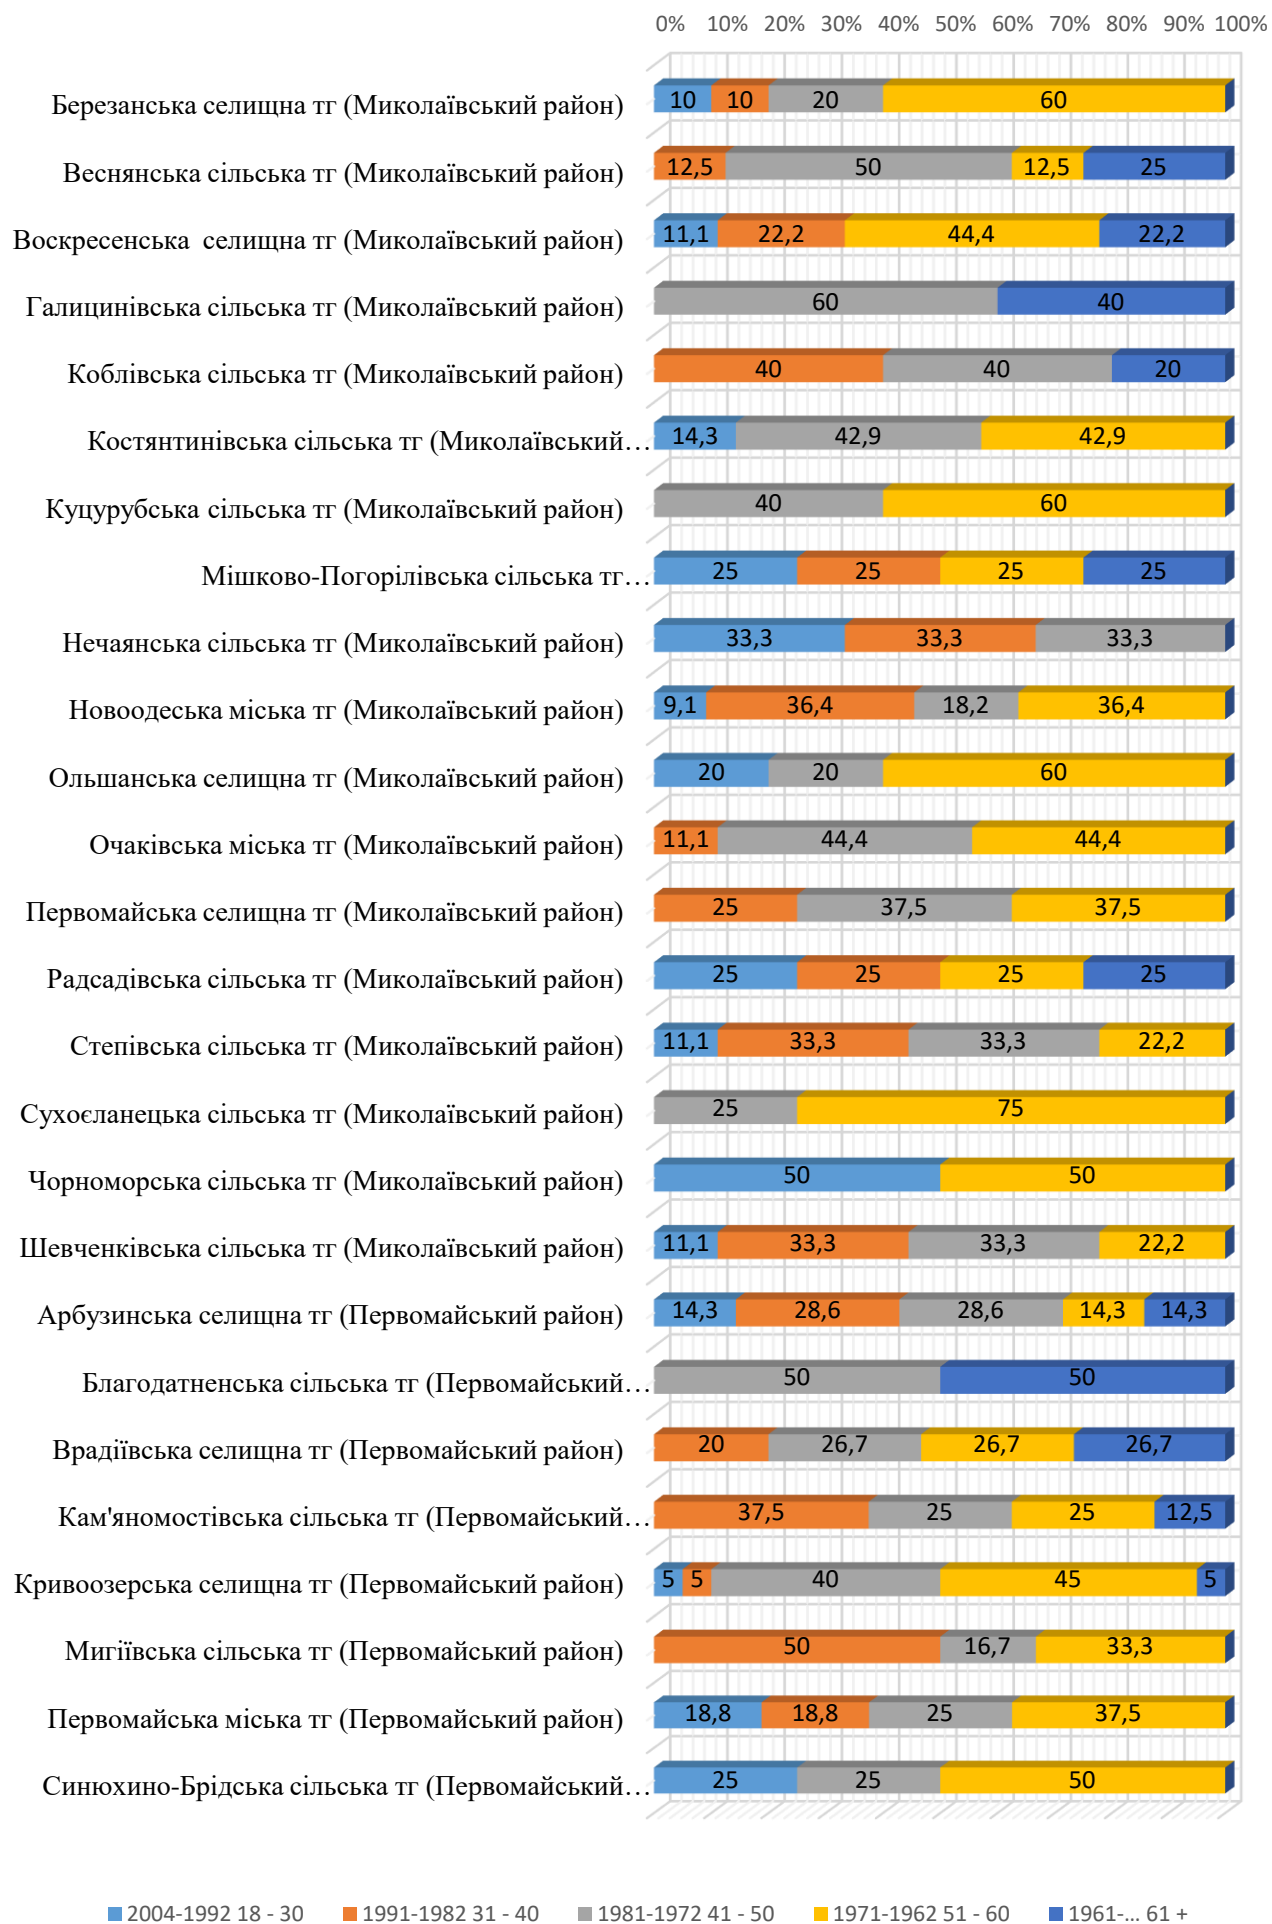 0% 10% 20% 30% 40% 50% 60% 70% 80% 90% 100%
Березанська селищна тг (Миколаївський район) 10 10 20 60
Веснянська сільська тг (Миколаївський район) 12,5 50 12,5 25
Воскресенська селищна тг (Миколаївський район) 11,1 22,2 44,4 22,2
Галицинівська сільська тг (Миколаївський район) 60 40
Коблівська сільська тг (Миколаївський район) 40 40 20
Костянтинівська сільська тг (Миколаївський… 14,3 42,9 42,9
Куцурубська сільська тг (Миколаївський район) 40 60
Мішково-Погорілівська сільська тг… 25 25 25 25
Нечаянська сільська тг (Миколаївський район) 33,3 33,3 33,3
Новоодеська міська тг (Миколаївський район) 9,1 36,4 18,2 36,4
Ольшанська селищна тг (Миколаївський район) 20 20 60
Очаківська міська тг (Миколаївський район) 11,1 44,4 44,4
Первомайська селищна тг (Миколаївський район) 25 37,5 37,5
Радсадівська сільська тг (Миколаївський район) 25 25 25 25
Степівська сільська тг (Миколаївський район) 11,1 33,3 33,3 22,2
Сухоєланецька сільська тг (Миколаївський район) 25 75
Чорноморська сільська тг (Миколаївський район) 50 50
Шевченківська сільська тг (Миколаївський район) 11,1 33,3 33,3 22,2
Арбузинська селищна тг (Первомайський район) 14,3 28,6 28,6 14,3 14,3
Благодатненська сільська тг (Первомайський… 50 50
Врадіївська селищна тг (Первомайський район) 20 26,7 26,7 26,7
Кам'яномостівська сільська тг (Первомайський… 37,5 25 25 12,5
Кривоозерська селищна тг (Первомайський район) 5 5 40 45 5
Мигіївська сільська тг (Первомайський район) 50 16,7 33,3
Первомайська міська тг (Первомайський район) 18,8 18,8 25 37,5
Синюхино-Брідська сільська тг (Первомайський… 25 25 50
2004-1992 18 - 30 1991-1982 31 - 40 1981-1972 41 - 50 1971-1962 51 - 60 1961-... 61 +